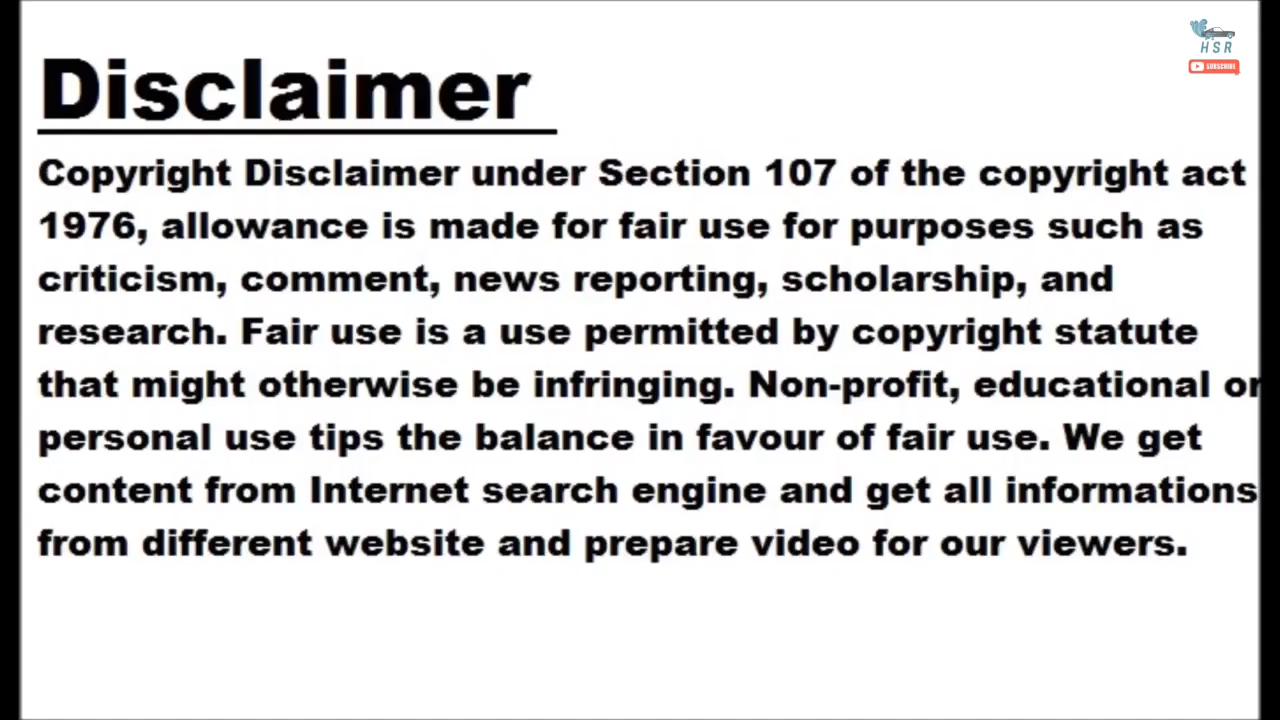 HSR
SUBSCRIBE
Disclaimer
Copyright Disclaimer under Section 107 of the copyright act
1976, allowance is made for fair use for purposes such as
criticism, comment, news reporting, scholarship, and
research. Fair use is a use permitted by copyright statute
that might otherwise be infringing. Non-profit, educational or
personal use tips the balance in favour of fair use. We get
content from Internet search engine and get all informations
from different website and prepare video for our viewers.